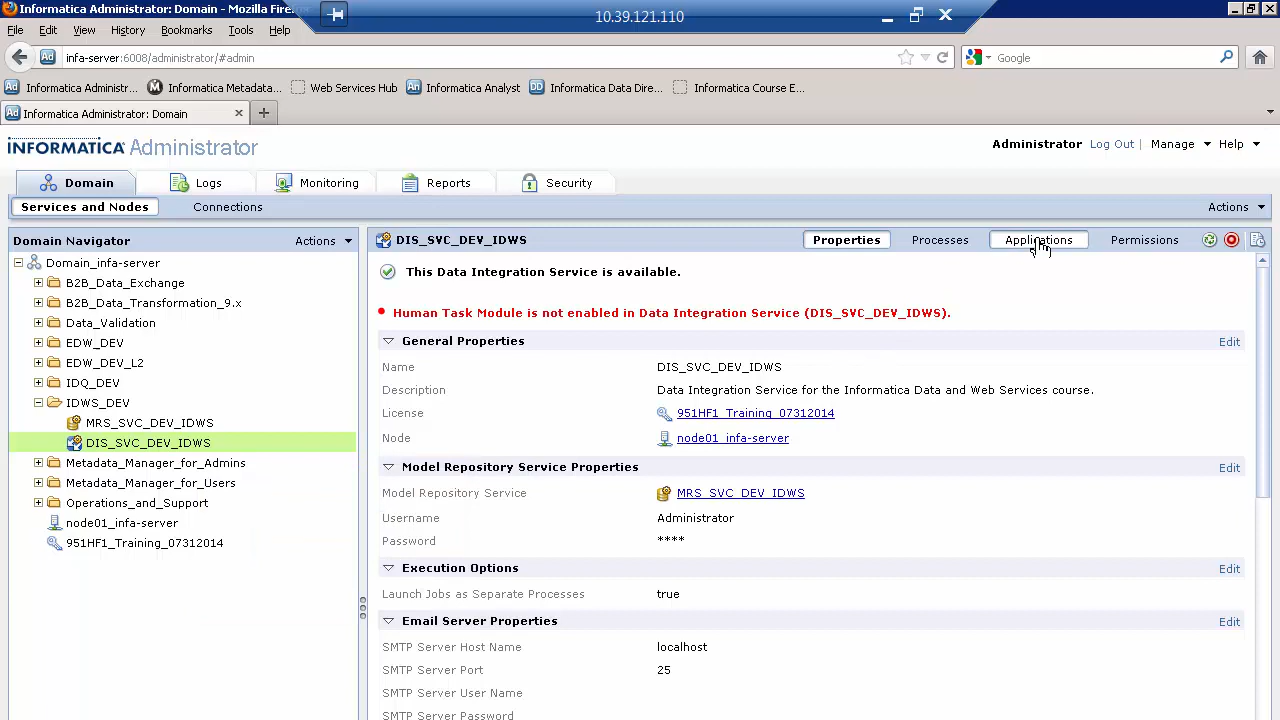 Informatica Administrator: Domain - Mozilla Fire
10.39.121.110
File Edit View History Bookmarks Tools Help
Ad infa-server:6008/administrator/#admin
Google
Ad Informatica Administr... M Informatica Metadata... Web Services Hub An Informatica Analyst DD Informatica Data Dire... Informatica Course E...
Ad Informatica Administrator: Domain
INFORMATICA Administrator
Administrator Log Out Manage Help
Domain Logs Monitoring Reports Security
Services and Nodes Connections Actions
Domain Navigator Actions
DIS_SVC_DEV_IDWS Properties Processes Applications Permissions
Domain_infa-server
B2B_Data_Exchange
B2B_Data_Transformation_9.x
Data_Validation
EDW_DEV
EDW_DEV_L2
IDQ_DEV
IDWS_DEV
MRS_SVC_DEV_IDWS
DIS_SVC_DEV_IDWS
Metadata_Manager_for_Admins
Metadata_Manager_for_Users
Operations_and_Support
node01_infa-server
951HF1_Training_07312014
This Data Integration Service is available.
Human Task Module is not enabled in Data Integration Service (DIS_SVC_DEV_IDWS).
General Properties Edit
Name DIS_SVC_DEV_IDWS
Description Data Integration Service for the Informatica Data and Web Services course.
License 951HF1_Training_07312014
Node node01_infa-server
Model Repository Service Properties Edit
Model Repository Service MRS_SVC_DEV_IDWS
Username Administrator
Password ****
Execution Options Edit
Launch Jobs as Separate Processes true
Email Server Properties Edit
SMTP Server Host Name localhost
SMTP Server Port 25
SMTP Server User Name
SMTP Server Password